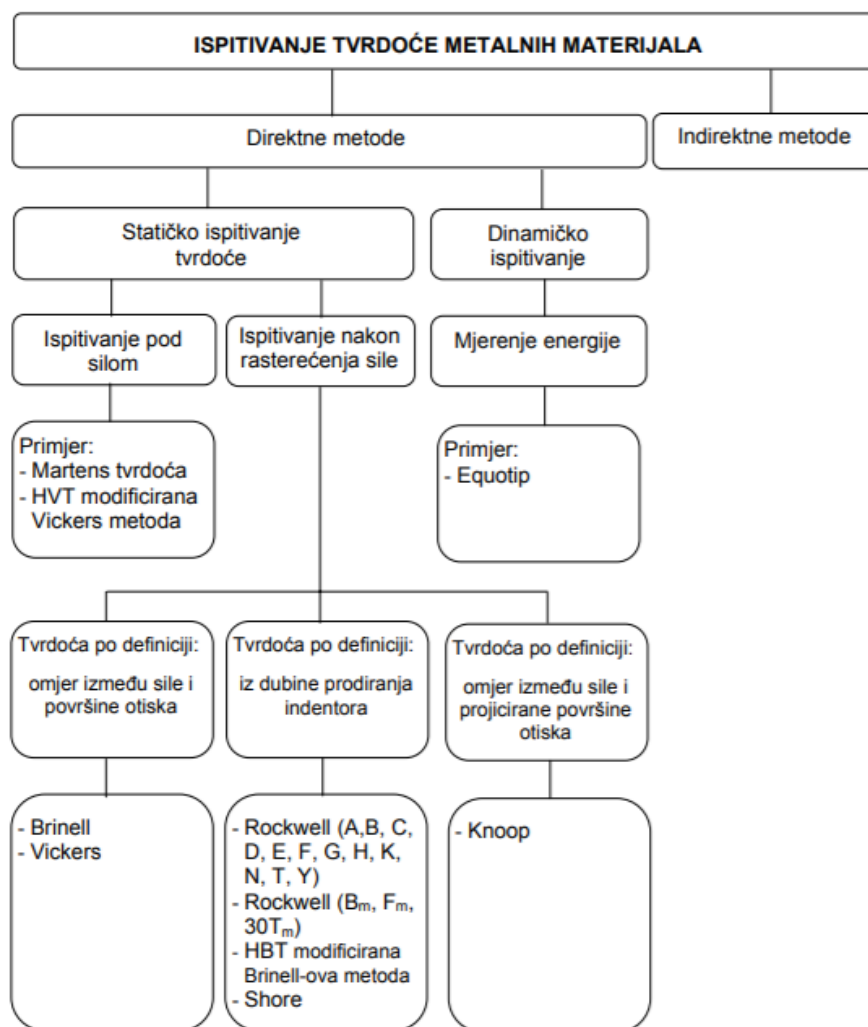 ISPITIVANJE TVRDOĆE METALNIH MATERIJALA
Direktne metode
Indirektne metode
Statičko ispitivanje
tvrdoće
Dinamičko
ispitivanje
Ispitivanje pod
silom
Ispitivanje nakon
rasterećenja sile
Mjerenje energije
Primjer:
- Martens tvrdoća
- HVT modificirana
Vickers metoda
Primjer:
- Equotip
Tvrdoća po definiciji:
omjer između sile i
površine otiska
Tvrdoća po definiciji:
iz dubine prodiranja
indentora
Tvrdoća po definiciji:
omjer između sile i
projicirane površine
otiska
- Brinell
- Vickers
- Rockwell (A,B, C,
D, E, F, G, H, K,
N, T, Y)
- Rockwell (Bm, Fm,
30Tm)
- HBT modificirana
Brinell-ova metoda
- Shore
- Knoop